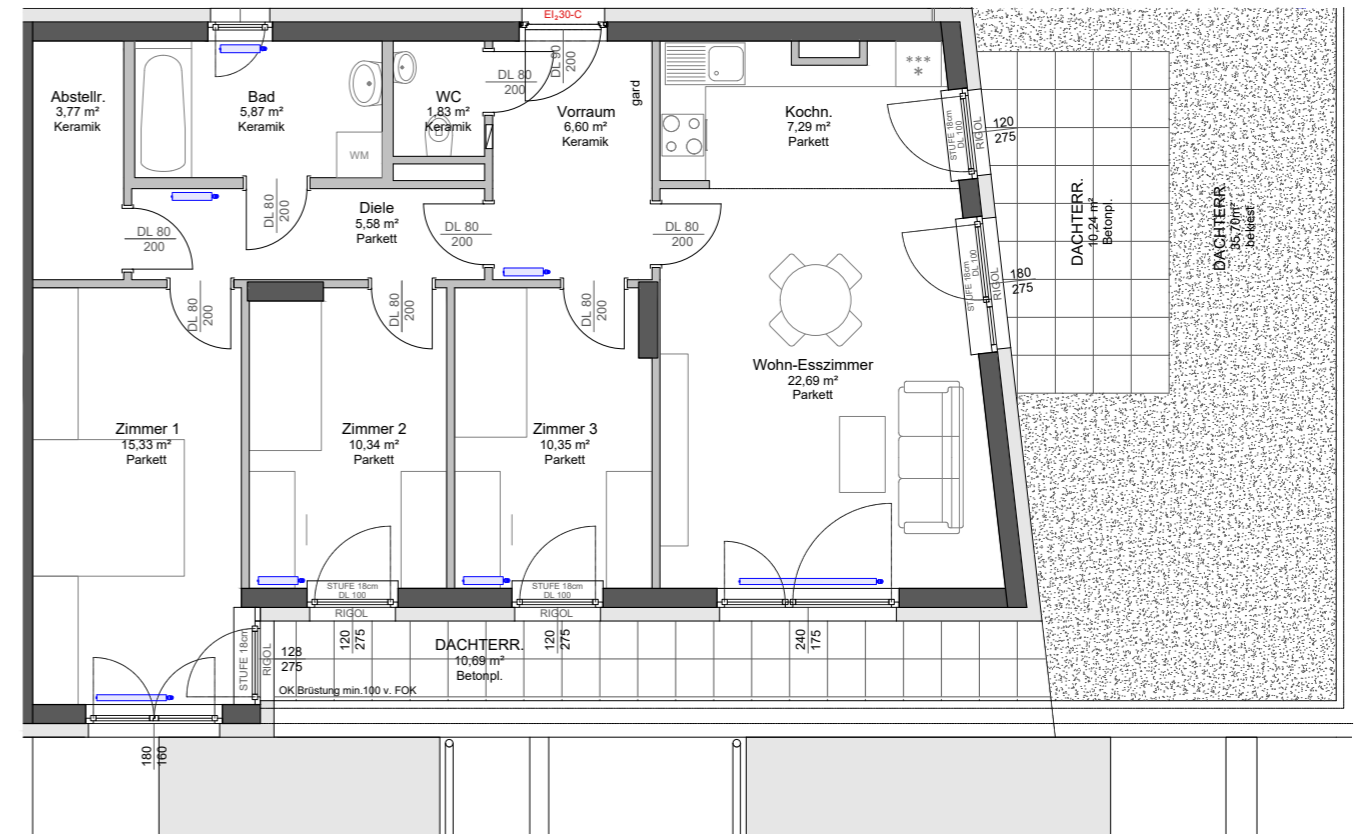 EI₂30-C
Abstellr.
3,77 m²
Keramik
Bad
5,87 m²
Keramik
WM
WC
1,83 m²
Keramik
DL 80
200
DL 90
200
Vorraum
6,60 m²
Keramik
gard
Kochn.
7,29 m²
Parkett
***
*
STUFE 18cm
DL 100
RIGOL
120
275
DACHTERR.
10,24 m²
Betonpl.
DACHTERR.
35,70m²
bekiest
DL 80
200
DL 80
200
Diele
5,58 m²
Parkett
DL 80
200
DL 80
200
STUFE 18cm
DL 100
RIGOL
180
275
DL 80
200
DL 80
200
DL 80
200
Wohn-Esszimmer
22,69 m²
Parkett
Zimmer 1
15,33 m²
Parkett
Zimmer 2
10,34 m²
Parkett
Zimmer 3
10,35 m²
Parkett
STUFE 18cm
DL 100
RIGOL
120
275
STUFE 18cm
DL 100
RIGOL
120
275
240
175
STUFE 18cm
RIGOL
128
275
DACHTERR.
10,69 m²
Betonpl.
OK Brüstung min.100 v. FOK
180
160